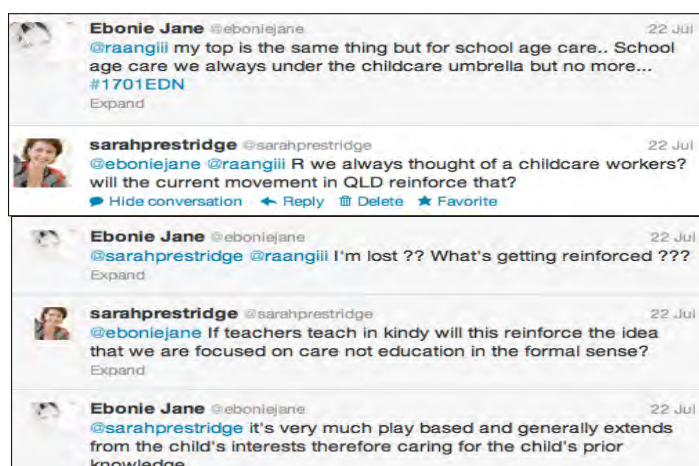 Ebonie Jane @eboniejane 22 Jul
@raangiii my top is the same thing but for school age care.. School
age care we always under the childcare umbrella but no more...
#1701EDN
Expand
sarahprestridge @sarahprestridge 22 Jul
@eboniejane @raangiii R we always thought of a childcare workers?
will the current movement in QLD reinforce that?
Hide conversation Reply Delete Favorite
Ebonie Jane @eboniejane 22 Jul
@sarahprestridge @raangiii I'm lost ?? What's getting reinforced ???
Expand
sarahprestridge @sarahprestridge 22 Jul
@eboniejane If teachers teach in kindy will this reinforce the idea
that we are focused on care not education in the formal sense?
Expand
Ebonie Jane @eboniejane 22 Jul
@sarahprestridge it's very much play based and generally extends
from the child's interests therefore caring for the child's prior
knowledge